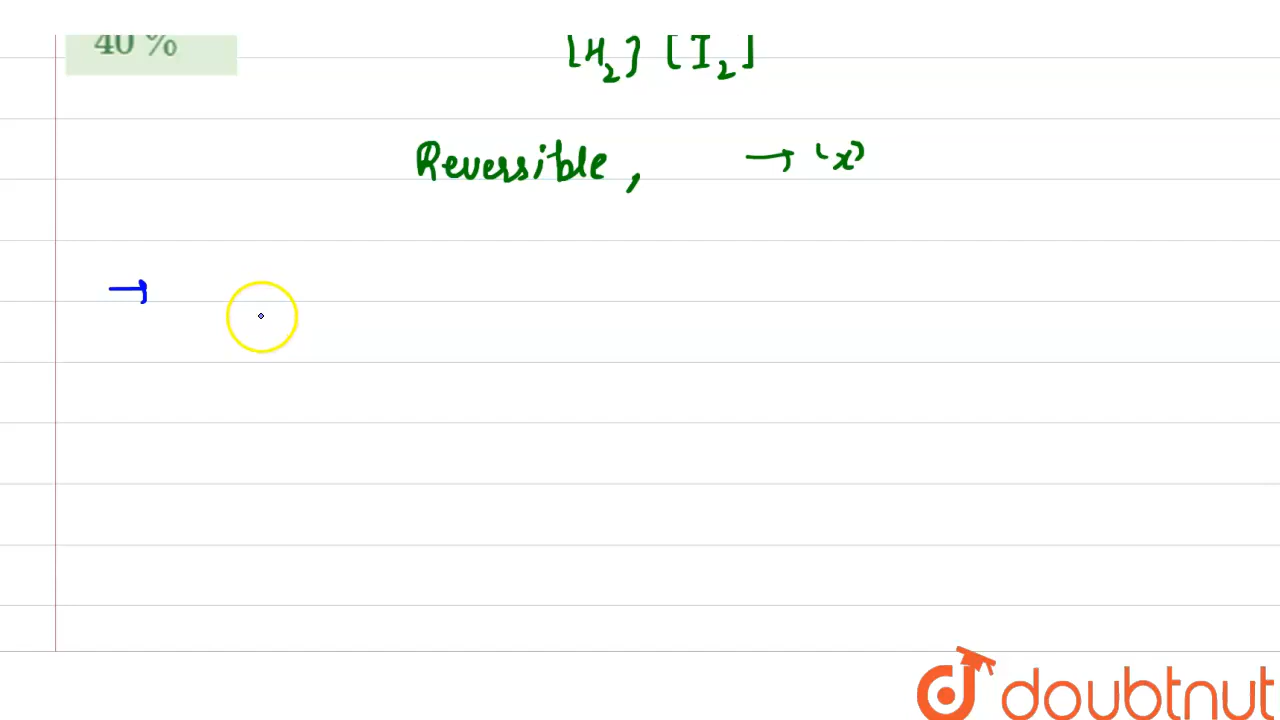 40 %
[H₂] [I₂]
Reversible, → 'x'
→
doubtnut